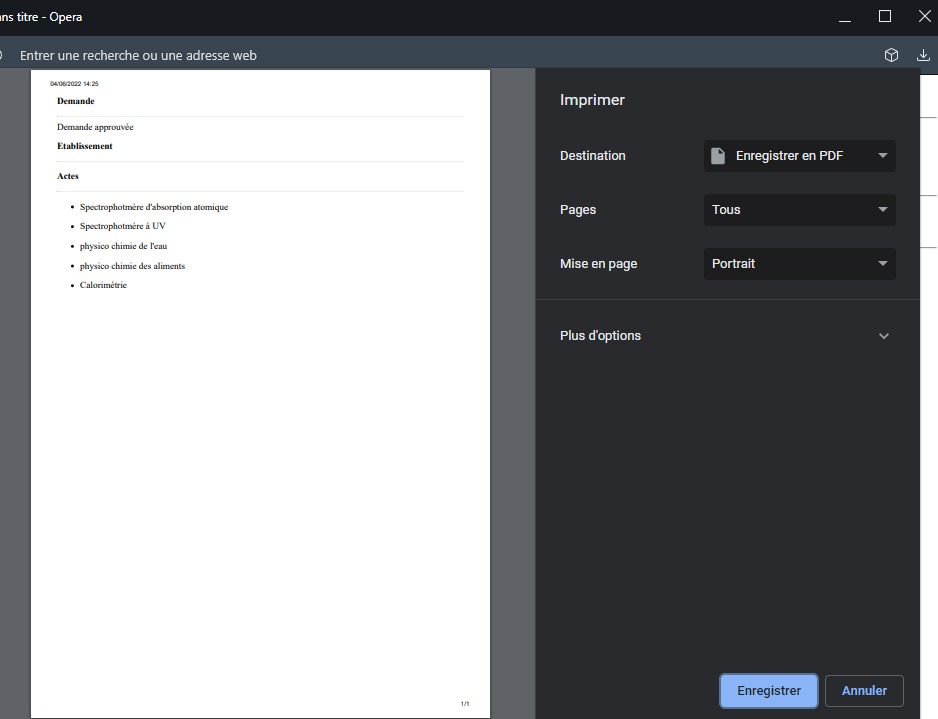 ns titre - Opera
Entrer une recherche ou une adresse web
04/06/2022 14:25
Demande
Demande approuvée
Etablissement
Actes
Spectrophotmère d'absorption atomique
Spectrophotmère à UV
physico chimie de l'eau
physico chimie des aliments
Calorimétrie
1/1
Imprimer
Destination
Enregistrer en PDF
Pages
Tous
Mise en page
Portrait
Plus d'options
Enregistrer
Annuler